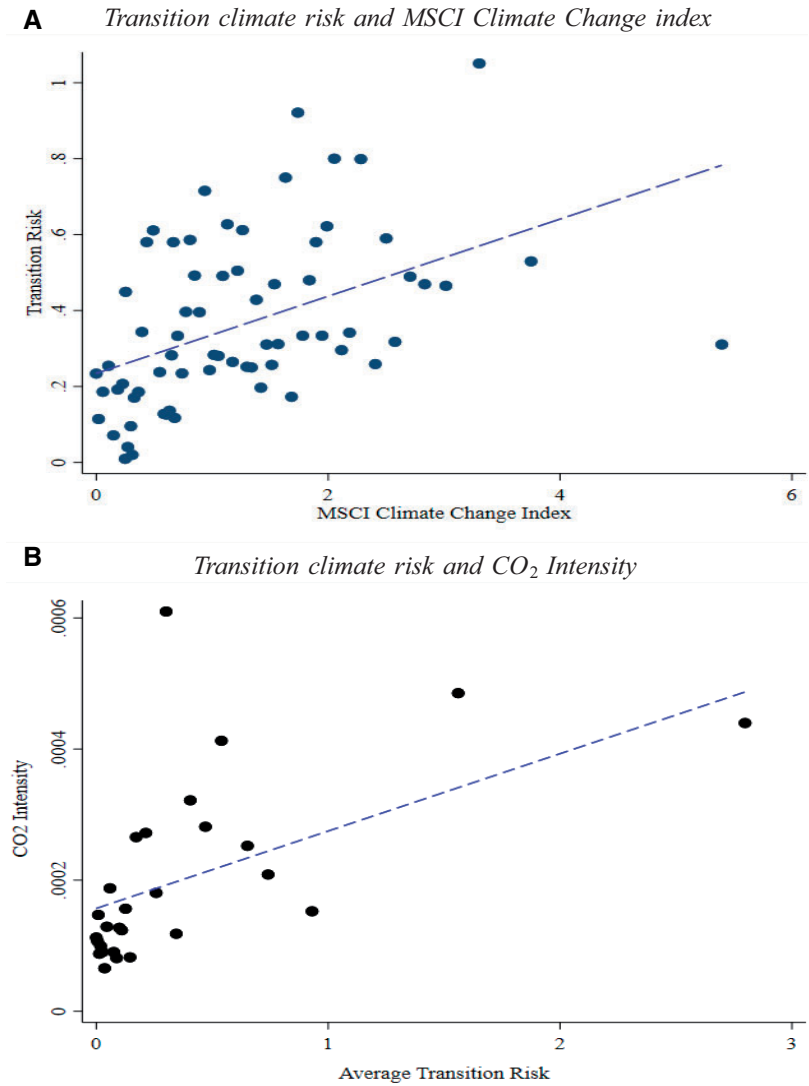 A
Transition climate risk and MSCI Climate Change index
Transition Risk
1
.8
.6
.4
.2
0
0 2 4 6
MSCI Climate Change Index
B
Transition climate risk and CO₂ Intensity
CO2 Intensity
.0006
.0004
.0002
0
0 1 2 3
Average Transition Risk